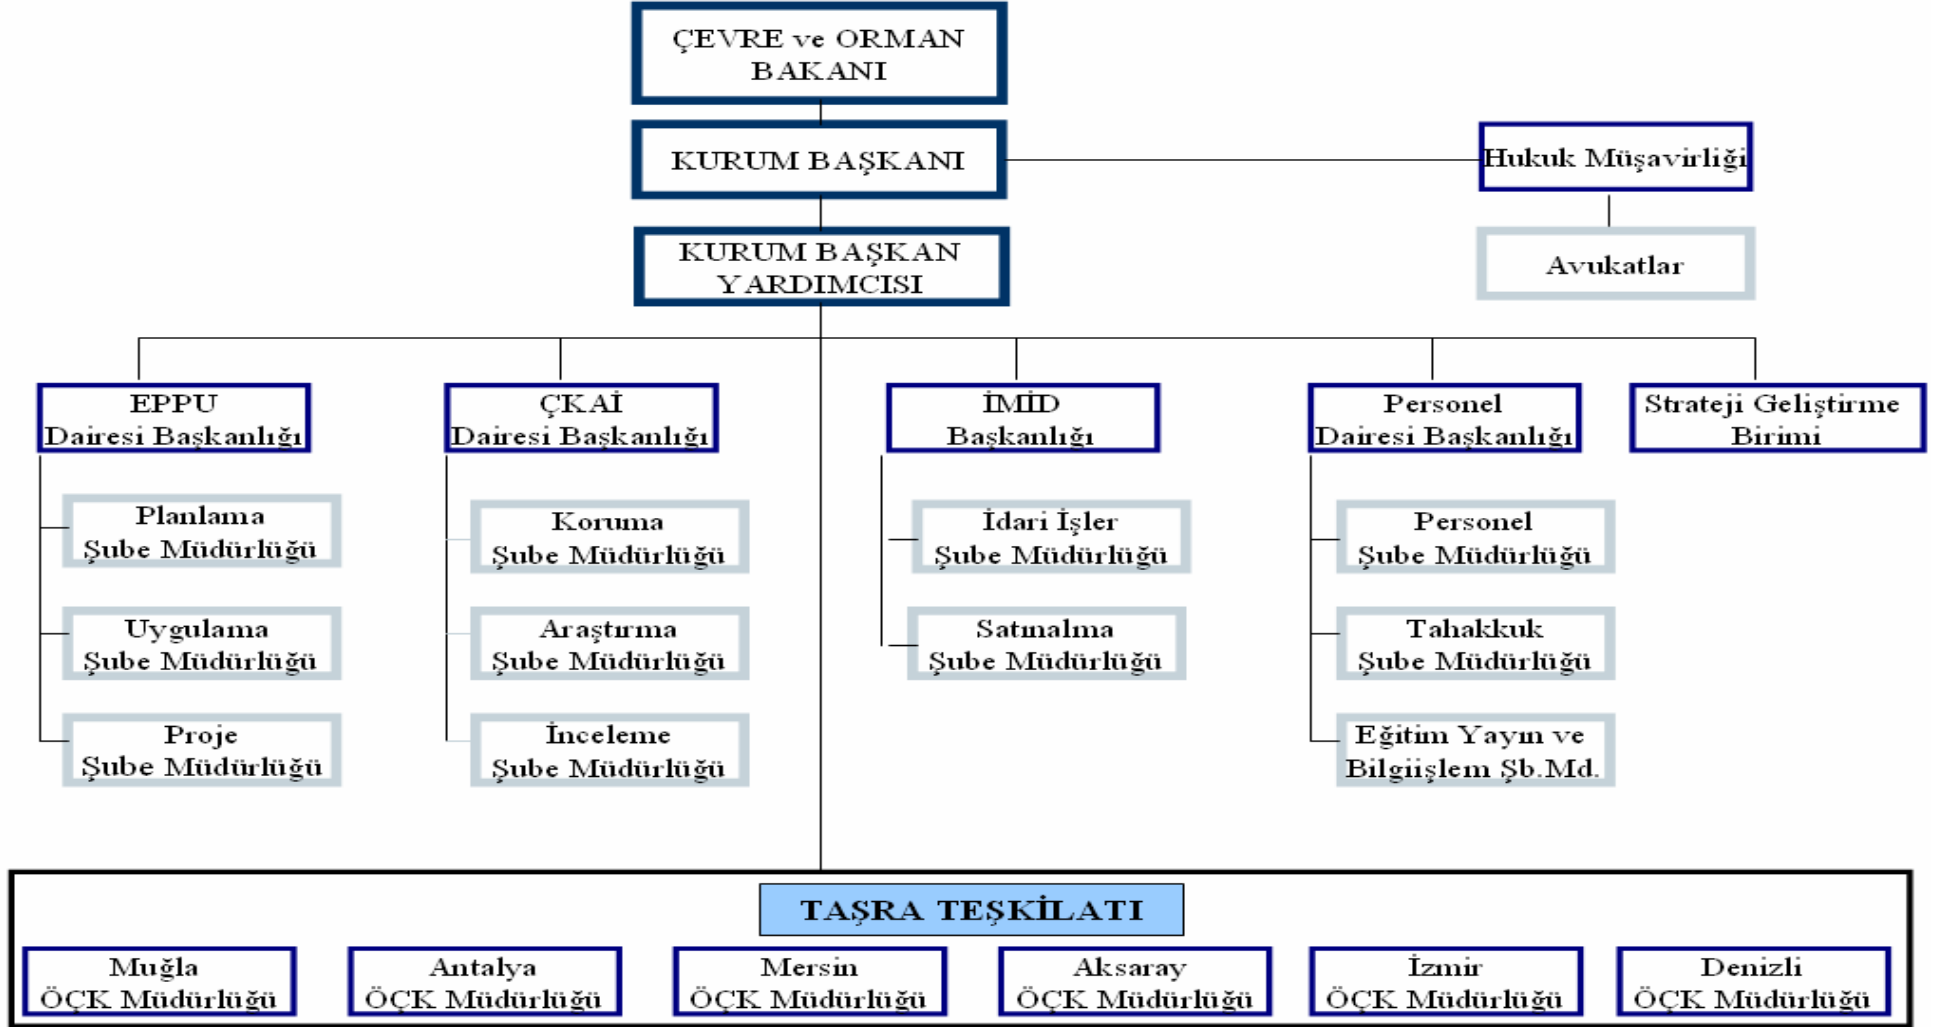 ÇEVRE ve ORMAN
BAKANI
KURUM BAŞKANI
Hukuk Müşavirliği
KURUM BAŞKAN
YARDIMCISI
Avukatlar
EPPU
Dairesi Başkanlığı
ÇKAİ
Dairesi Başkanlığı
İMİD
Başkanlığı
Personel
Dairesi Başkanlığı
Strateji Geliştirme
Birimi
Planlama
Şube Müdürlüğü
Koruma
Şube Müdürlüğü
İdari İşler
Şube Müdürlüğü
Personel
Şube Müdürlüğü
Uygulama
Şube Müdürlüğü
Araştırma
Şube Müdürlüğü
Satınalma
Şube Müdürlüğü
Tahakkuk
Şube Müdürlüğü
Proje
Şube Müdürlüğü
İnceleme
Şube Müdürlüğü
Eğitim Yayın ve
Bilgiişlem Şb.Md.
TAŞRA TEŞKİLATI
Muğla
ÖÇK Müdürlüğü
Antalya
ÖÇK Müdürlüğü
Mersin
ÖÇK Müdürlüğü
Aksaray
ÖÇK Müdürlüğü
İzmir
ÖÇK Müdürlüğü
Denizli
ÖÇK Müdürlüğü